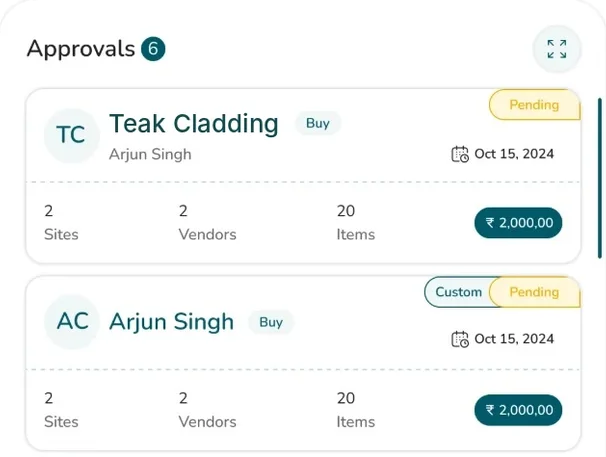 Approvals 6
Pending
TC Teak Cladding Buy
Arjun Singh
Oct 15, 2024
2 2 20
Sites Vendors Items
₹ 2,000,00
Custom Pending
AC Arjun Singh Buy
Oct 15, 2024
2 2 20
Sites Vendors Items
₹ 2,000,00